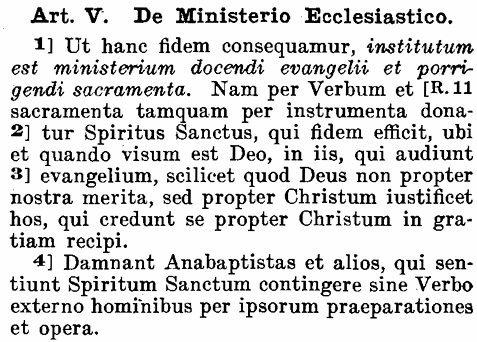 Art. V. De Ministerio Ecclesiastico.
1] Ut hanc fidem consequamur, institutum
est ministerium docendi evangelii et porri-
gendi sacramenta. Nam per Verbum et [R. 11
sacramenta tamquam per instrumenta dona-
2] tur Spiritus Sanctus, qui fidem efficit, ubi
et quando visum est Deo, in iis, qui audiunt
3] evangelium, scilicet quod Deus non propter
nostra merita, sed propter Christum iustificet
hos, qui credunt se propter Christum in gra-
tiam recipi.
4] Damnant Anabaptistas et alios, qui sen-
tiunt Spiritum Sanctum contingere sine Verbo
externo hominibus per ipsorum praeparationes
et opera.